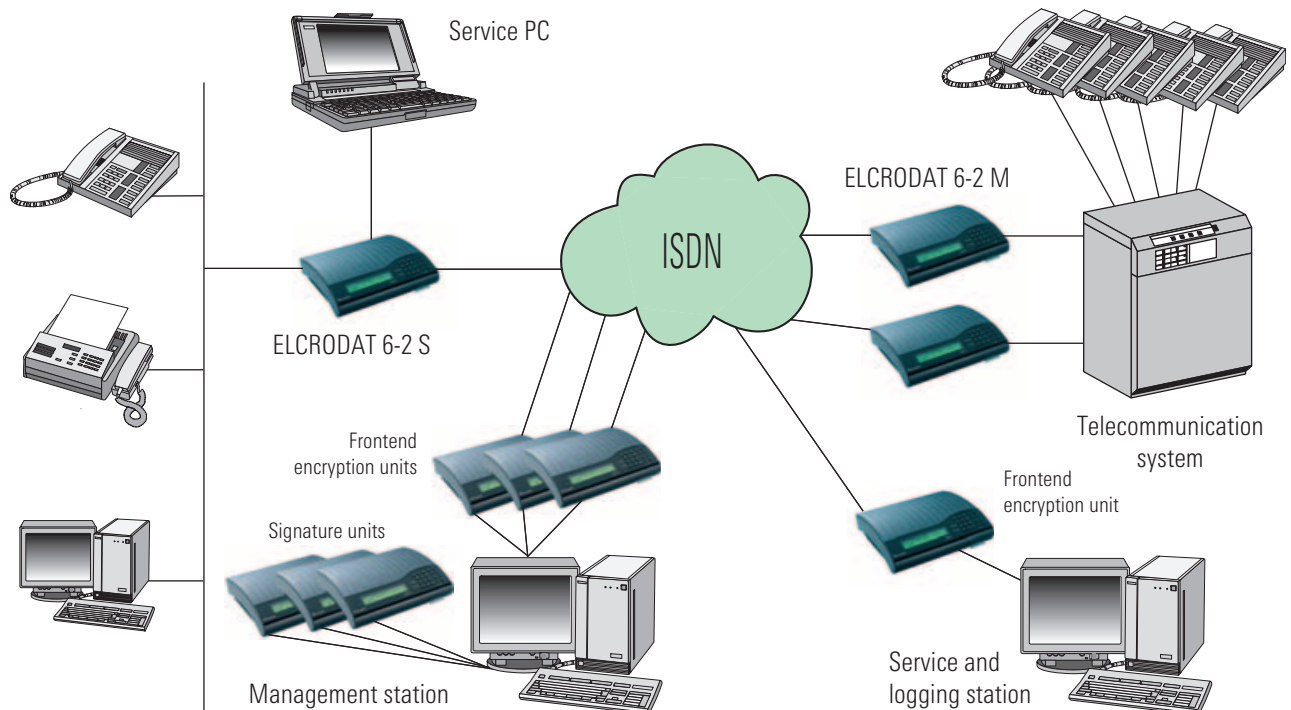 Service PC
ELCRODAT 6-2 M
ISDN
ELCRODAT 6-2 S
Telecommunication
system
Frontend
encryption units
Frontend
encryption unit
Signature units
Management station
Service and
logging station